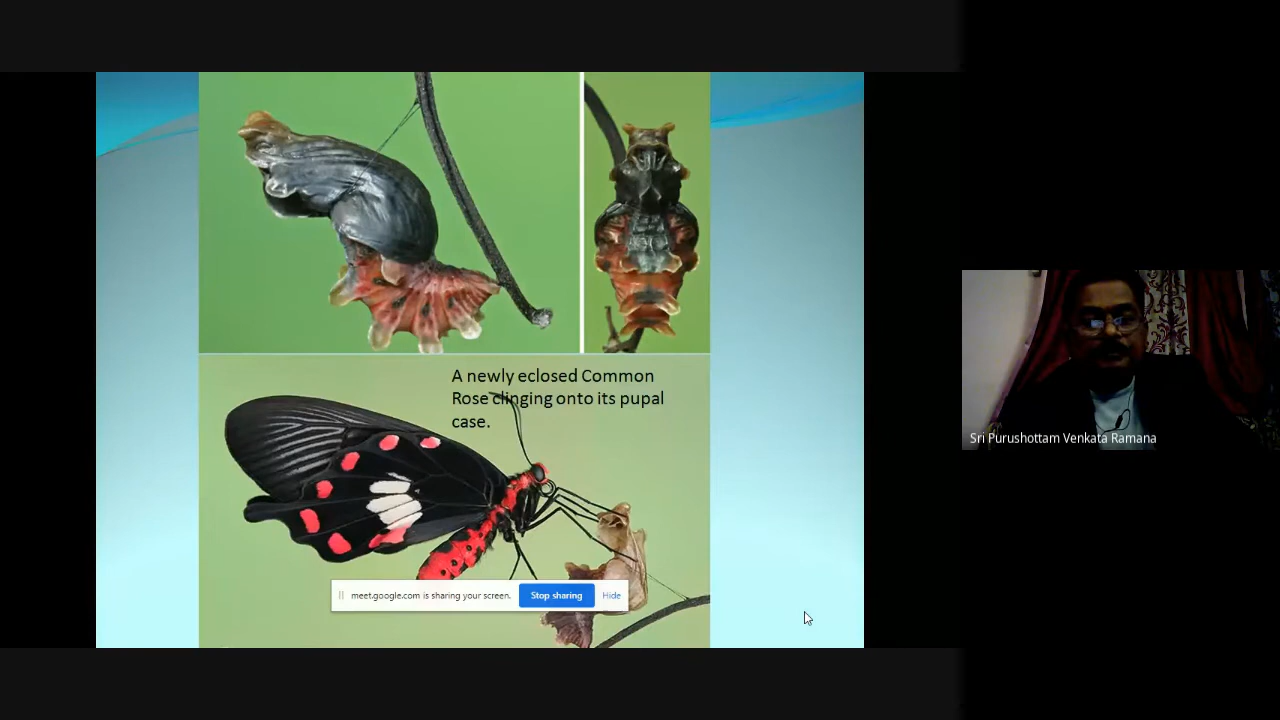 A newly eclosed Common
Rose clinging onto its pupal
case.
meet.google.com is sharing your screen.
Stop sharing
Hide
Sri Purushottam Venkata Ramana